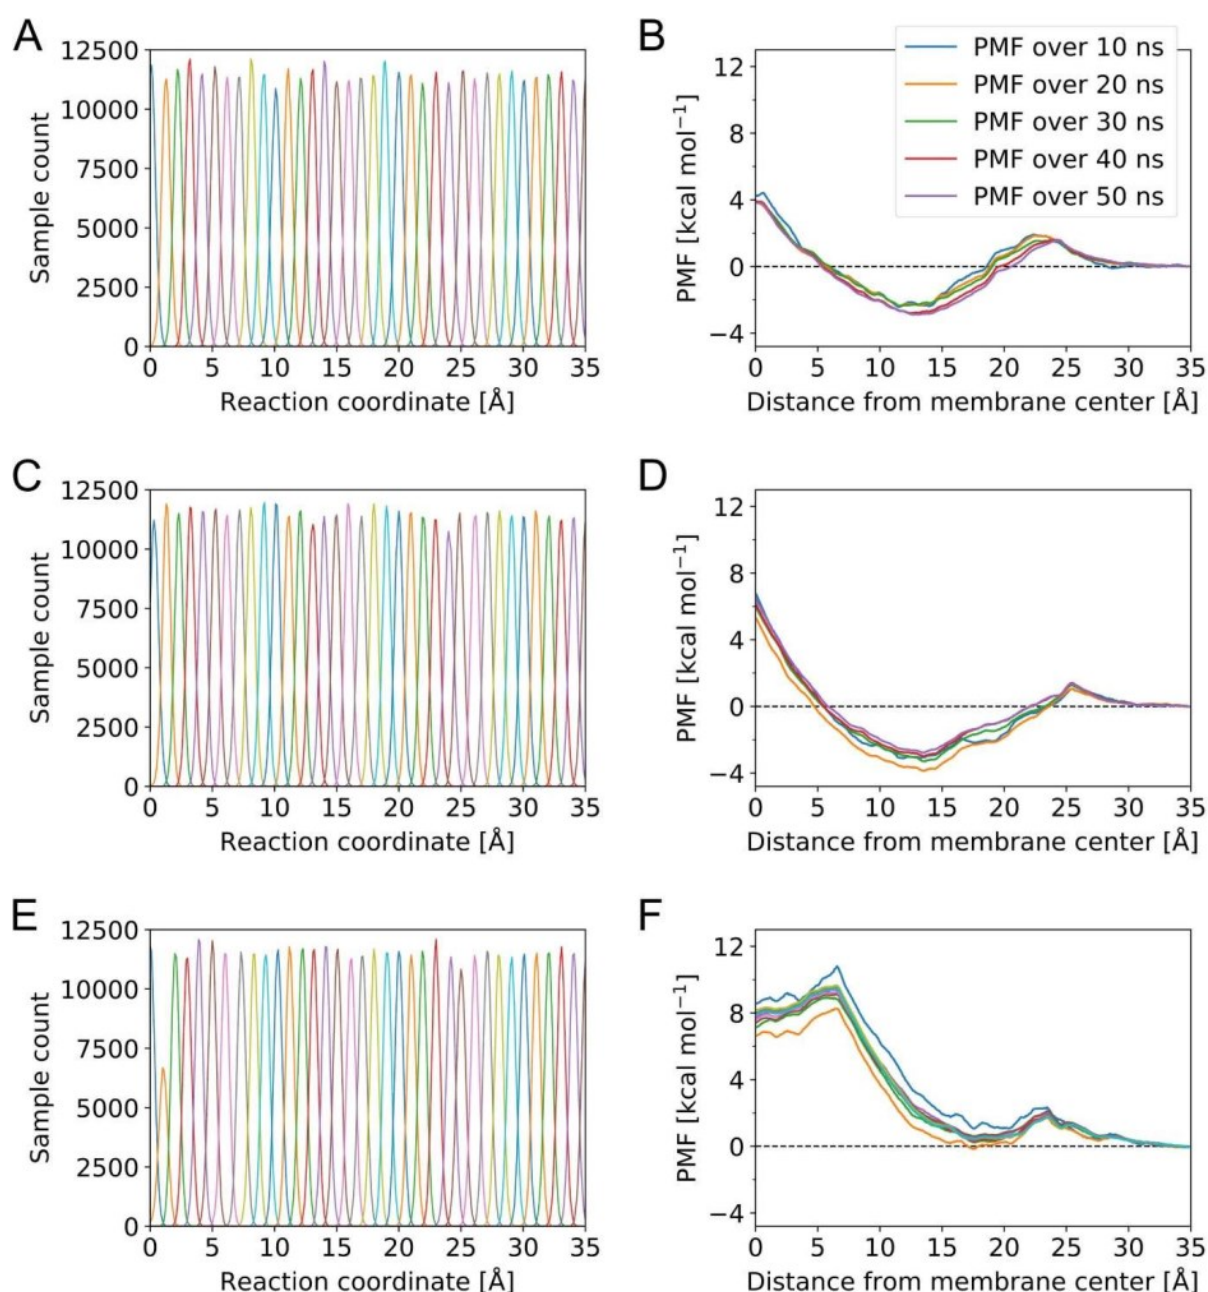 A
12500
10000
7500
5000
2500
0
Sample count
0 5 10 15 20 25 30 35
Reaction coordinate [Å]
B
12
8
4
0
−4
PMF [kcal mol⁻¹]
PMF over 10 ns
PMF over 20 ns
PMF over 30 ns
PMF over 40 ns
PMF over 50 ns
0 5 10 15 20 25 30 35
Distance from membrane center [Å]
C
12500
10000
7500
5000
2500
0
Sample count
0 5 10 15 20 25 30 35
Reaction coordinate [Å]
D
12
8
4
0
−4
PMF [kcal mol⁻¹]
0 5 10 15 20 25 30 35
Distance from membrane center [Å]
E
12500
10000
7500
5000
2500
0
Sample count
0 5 10 15 20 25 30 35
Reaction coordinate [Å]
F
12
8
4
0
−4
PMF [kcal mol⁻¹]
0 5 10 15 20 25 30 35
Distance from membrane center [Å]